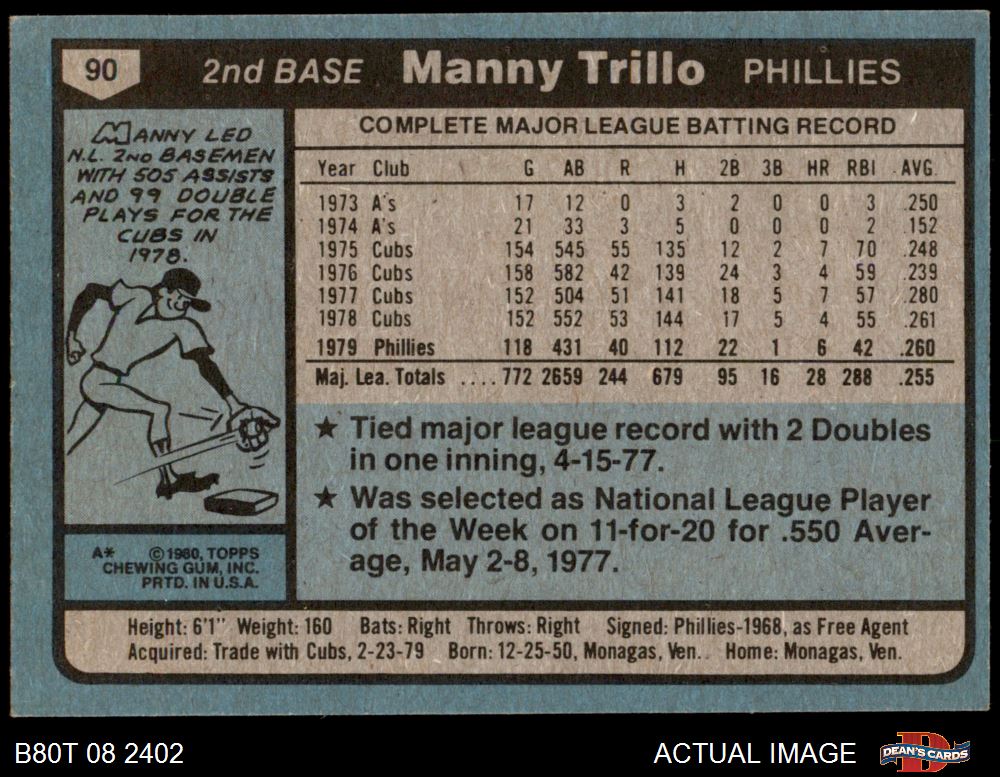 90
2nd BASE Manny Trillo PHILLIES
MANNY LED
N.L. 2ND BASEMEN
WITH 505 ASSISTS
AND 99 DOUBLE
PLAYS FOR THE
CUBS IN
1978.
A* ©1980, TOPPS
CHEWING GUM, INC.
PRTD. IN U.S.A.
COMPLETE MAJOR LEAGUE BATTING RECORD
Year Club G AB R H 2B 3B HR RBI AVG.
1973 A's 17 12 0 3 2 0 0 3 .250
1974 A's 21 33 3 5 0 0 0 2 .152
1975 Cubs 154 545 55 135 12 2 7 70 .248
1976 Cubs 158 582 42 139 24 3 4 59 .239
1977 Cubs 152 504 51 141 18 5 7 57 .280
1978 Cubs 152 552 53 144 17 5 4 55 .261
1979 Phillies 118 431 40 112 22 1 6 42 .260
Maj. Lea. Totals ....772 2659 244 679 95 16 28 288 .255
★ Tied major league record with 2 Doubles
in one inning, 4-15-77.
★ Was selected as National League Player
of the Week on 11-for-20 for .550 Aver-
age, May 2-8, 1977.
Height: 6'1" Weight: 160 Bats: Right Throws: Right Signed: Phillies-1968, as Free Agent
Acquired: Trade with Cubs, 2-23-79 Born: 12-25-50, Monagas, Ven. Home: Monagas, Ven.
B80T 08 2402 ACTUAL IMAGE D DEAN'S CARDS